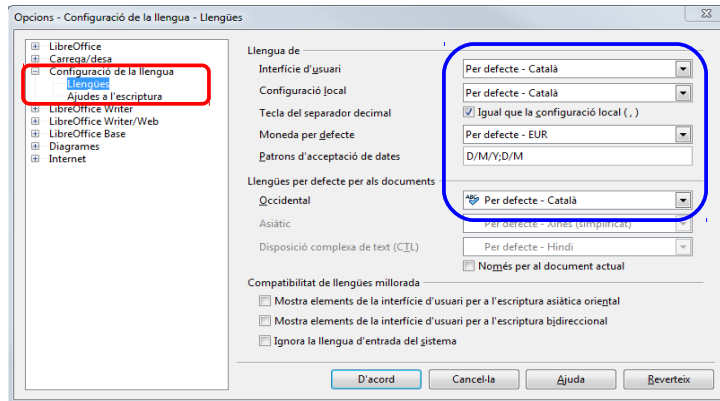 Opcions - Configuració de la llengua - Llengües
LibreOffice
Carrega/desa
Configuració de la llengua
Llengües
Ajudes a l'escriptura
LibreOffice Writer
LibreOffice Writer/Web
LibreOffice Base
Diagrames
Internet
Llengua de
Interfície d'usuari Per defecte - Català
Configuració local Per defecte - Català
Tecla del separador decimal Igual que la configuració local ( , )
Moneda per defecte Per defecte - EUR
Patrons d'acceptació de dates D/M/Y;D/M
Llengües per defecte per als documents
Occidental ABC Per defecte - Català
Asiàtic Per defecte - Xinès (simplificat)
Disposició complexa de text (CTL) Per defecte - Hindi
Només per al document actual
Compatibilitat de llengües millorada
Mostra elements de la interfície d'usuari per a l'escriptura asiàtica oriental
Mostra elements de la interfície d'usuari per a l'escriptura bidireccional
Ignora la llengua d'entrada del sistema
D'acord Cancel·la Ajuda Reverteix